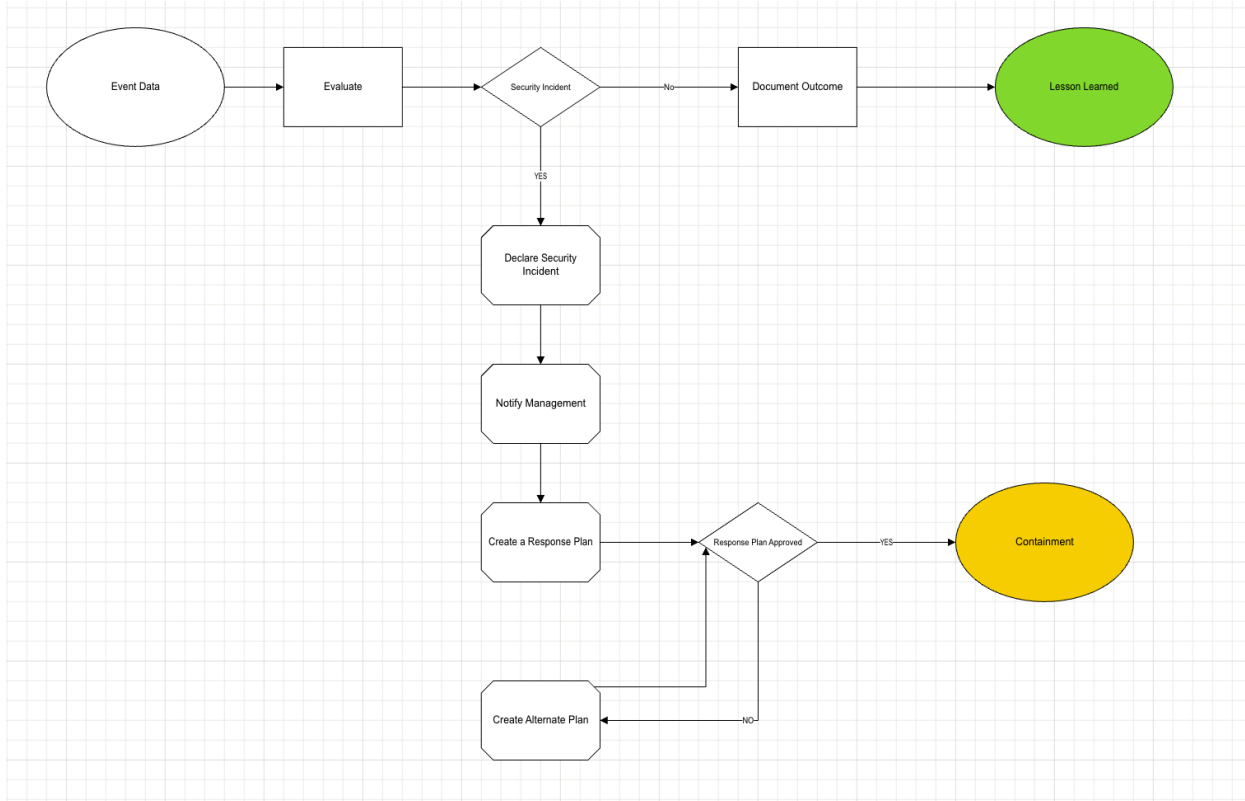 Event Data
Evaluate
Security Incident
No
Document Outcome
Lesson Learned
YES
Declare Security
Incident
Notify Management
Create a Response Plan
Response Plan Approved
YES
Containment
Create Alternate Plan
NO